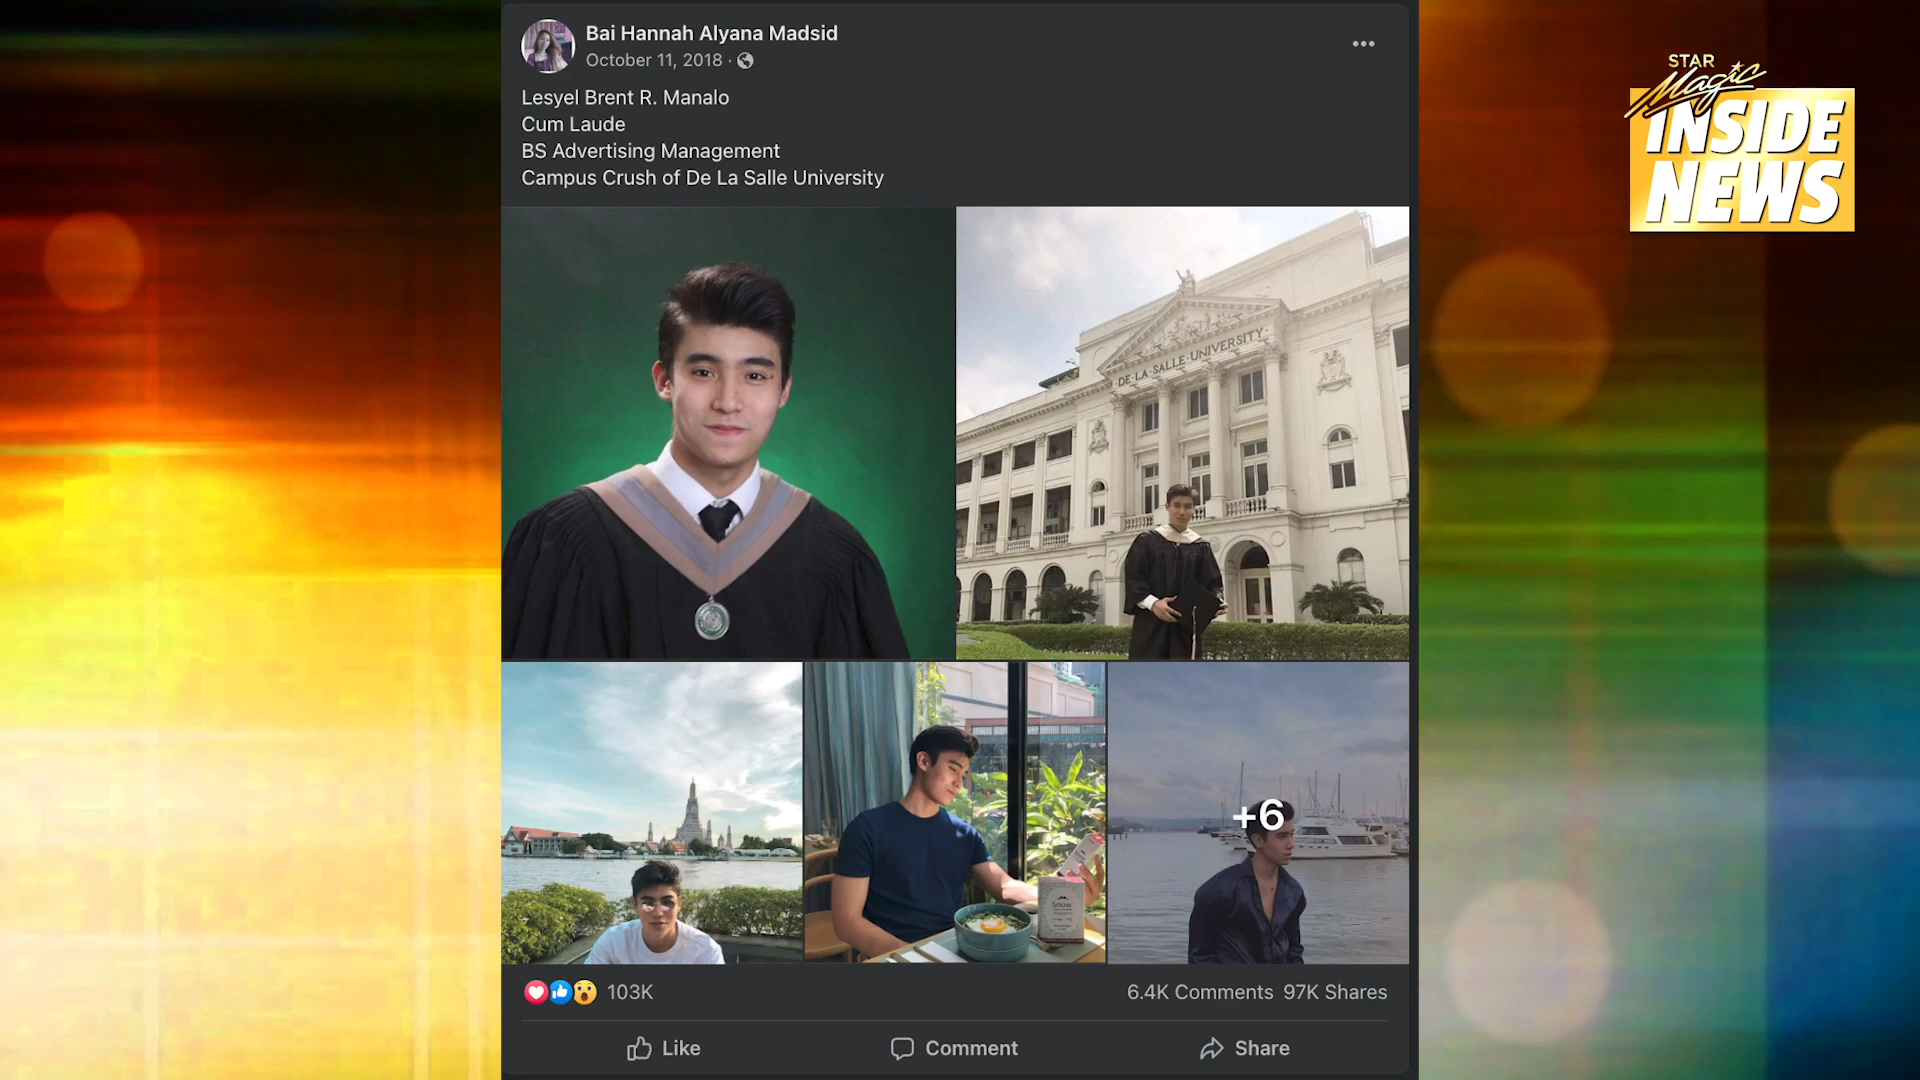 Bai Hannah Alyana Madsid
October 11, 2018 ·
Lesyel Brent R. Manalo
Cum Laude
BS Advertising Management
Campus Crush of De La Salle University
STAR
Magic
INSIDE
NEWS
·DE·LA·SALLE·UNIVERSITY·
Snow
+6
103K
6.4K Comments 97K Shares
Like
Comment
Share